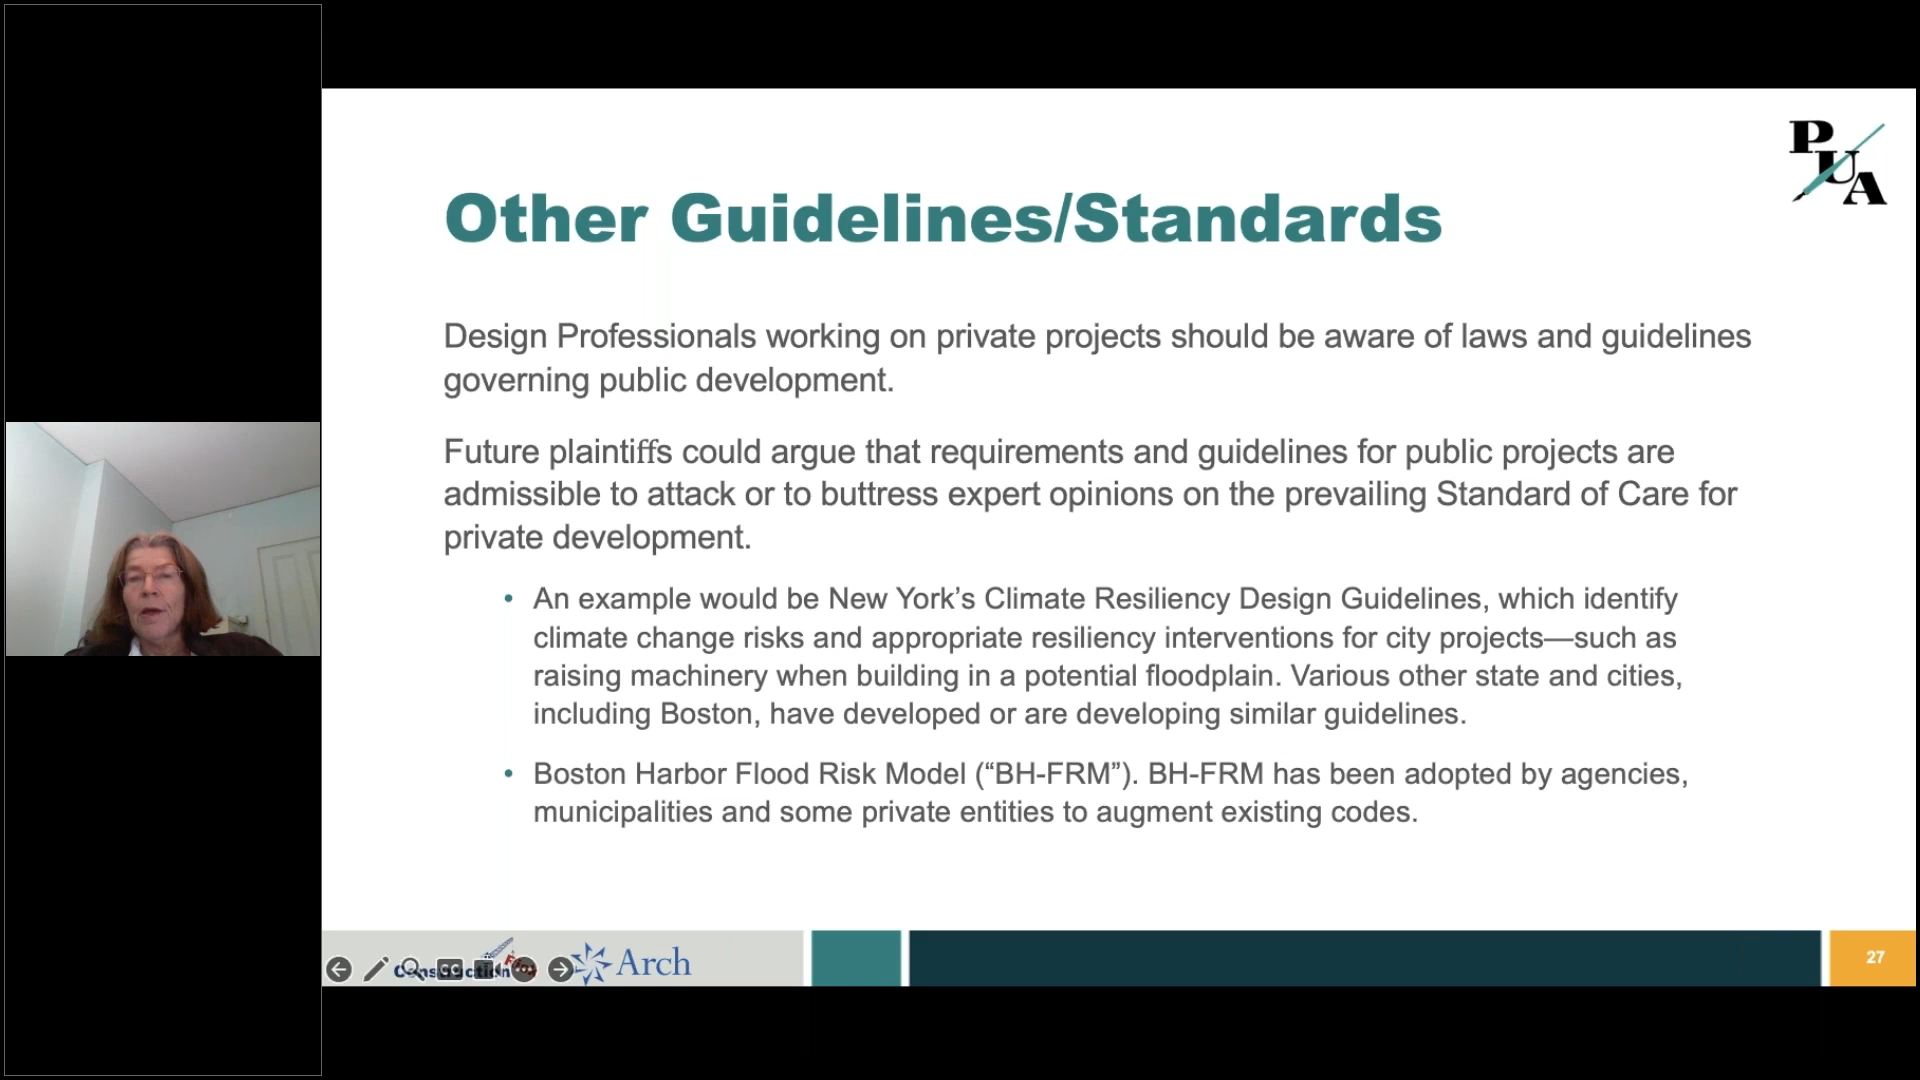 PUA
Other Guidelines/Standards
Design Professionals working on private projects should be aware of laws and guidelines
governing public development.
Future plaintiffs could argue that requirements and guidelines for public projects are
admissible to attack or to buttress expert opinions on the prevailing Standard of Care for
private development.
• An example would be New York’s Climate Resiliency Design Guidelines, which identify
climate change risks and appropriate resiliency interventions for city projects—such as
raising machinery when building in a potential floodplain. Various other state and cities,
including Boston, have developed or are developing similar guidelines.
• Boston Harbor Flood Risk Model (“BH-FRM”). BH-FRM has been adopted by agencies,
municipalities and some private entities to augment existing codes.
Construction
Arch
27